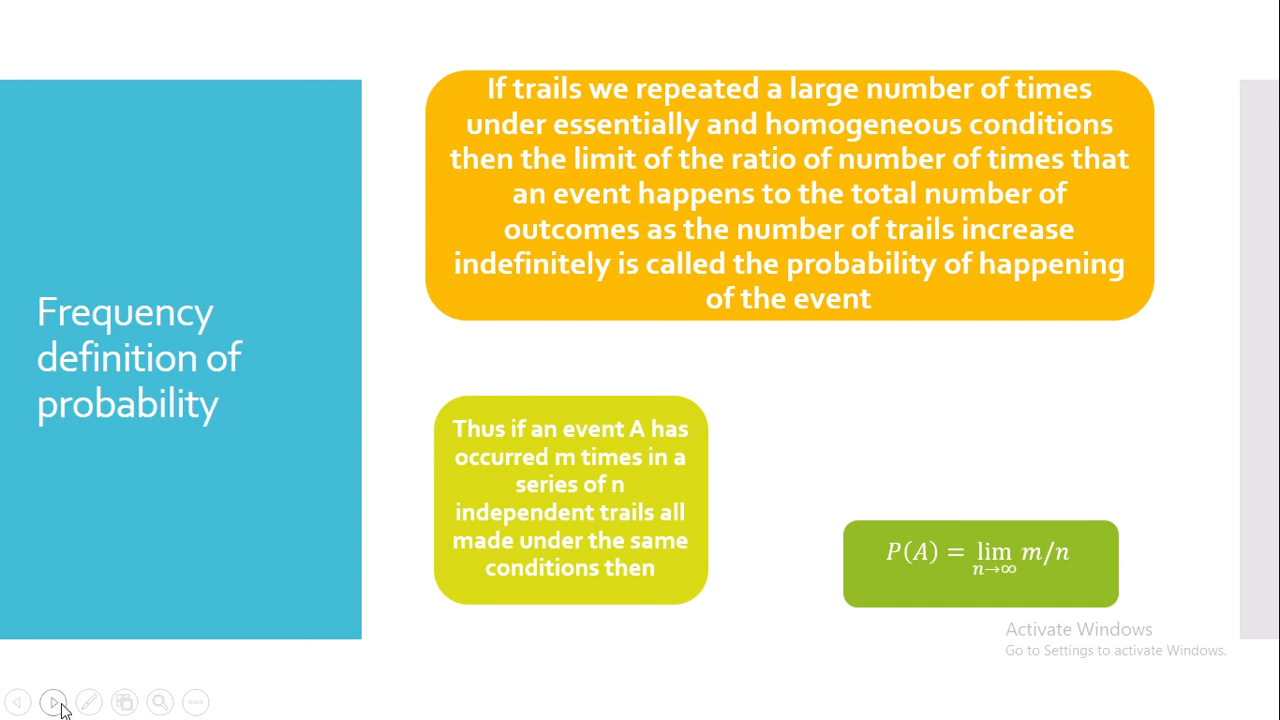 Frequency
definition of
probability
If trails we repeated a large number of times
under essentially and homogeneous conditions
then the limit of the ratio of number of times that
an event happens to the total number of
outcomes as the number of trails increase
indefinitely is called the probability of happening
of the event
Thus if an event A has
occurred m times in a
series of n
independent trails all
made under the same
conditions then
P(A) = lim m/n
n→∞
Activate Windows
Go to Settings to activate Windows.